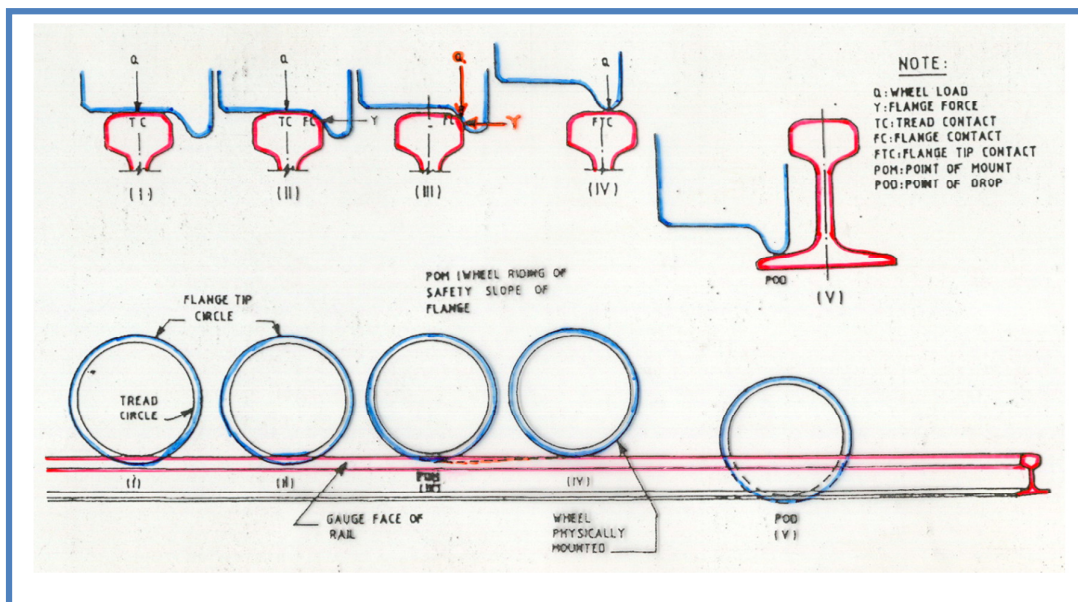 Q
Q
Q
Q
TC
TC FC
Y
FC
Y
FTC
(I)
(II)
(III)
(IV)
NOTE:
Q:WHEEL LOAD
Y:FLANGE FORCE
TC:TREAD CONTACT
FC:FLANGE CONTACT
FTC:FLANGE TIP CONTACT
POM:POINT OF MOUNT
POD:POINT OF DROP
POD
(V)
POM (WHEEL RIDING OF
SAFETY SLOPE OF
FLANGE
FLANGE TIP
CIRCLE
TREAD
CIRCLE
(I)
(II)
POM
(III)
(IV)
GAUGE FACE OF
RAIL
WHEEL
PHYSICALLY
MOUNTED
POD
(V)